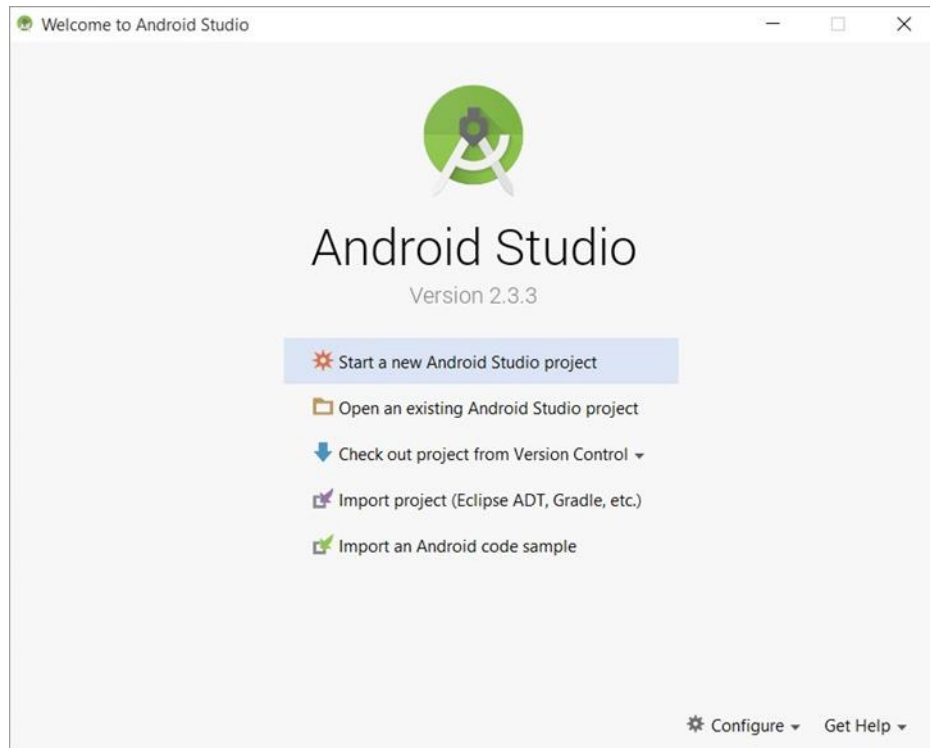 Welcome to Android Studio
Android Studio
Version 2.3.3
Start a new Android Studio project
Open an existing Android Studio project
Check out project from Version Control
Import project (Eclipse ADT, Gradle, etc.)
Import an Android code sample
Configure Get Help